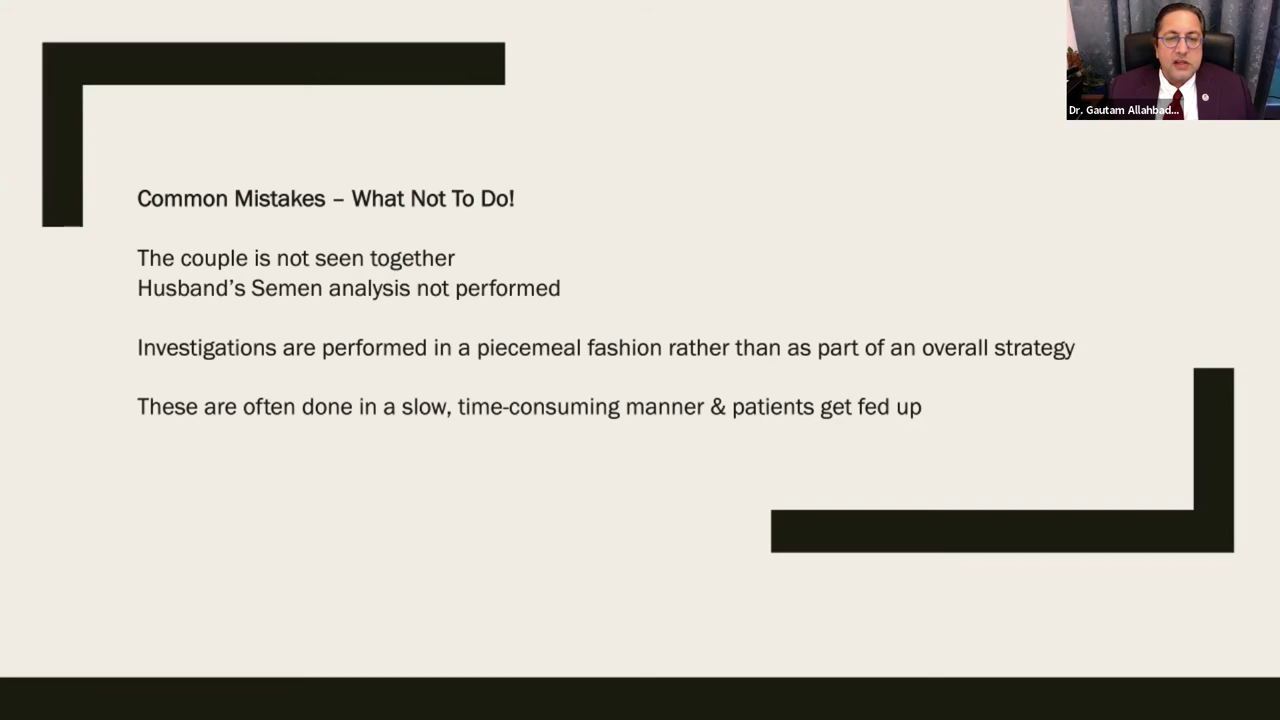 Dr. Gautam Allahbad...
Common Mistakes – What Not To Do!
The couple is not seen together
Husband’s Semen analysis not performed
Investigations are performed in a piecemeal fashion rather than as part of an overall strategy
These are often done in a slow, time-consuming manner & patients get fed up